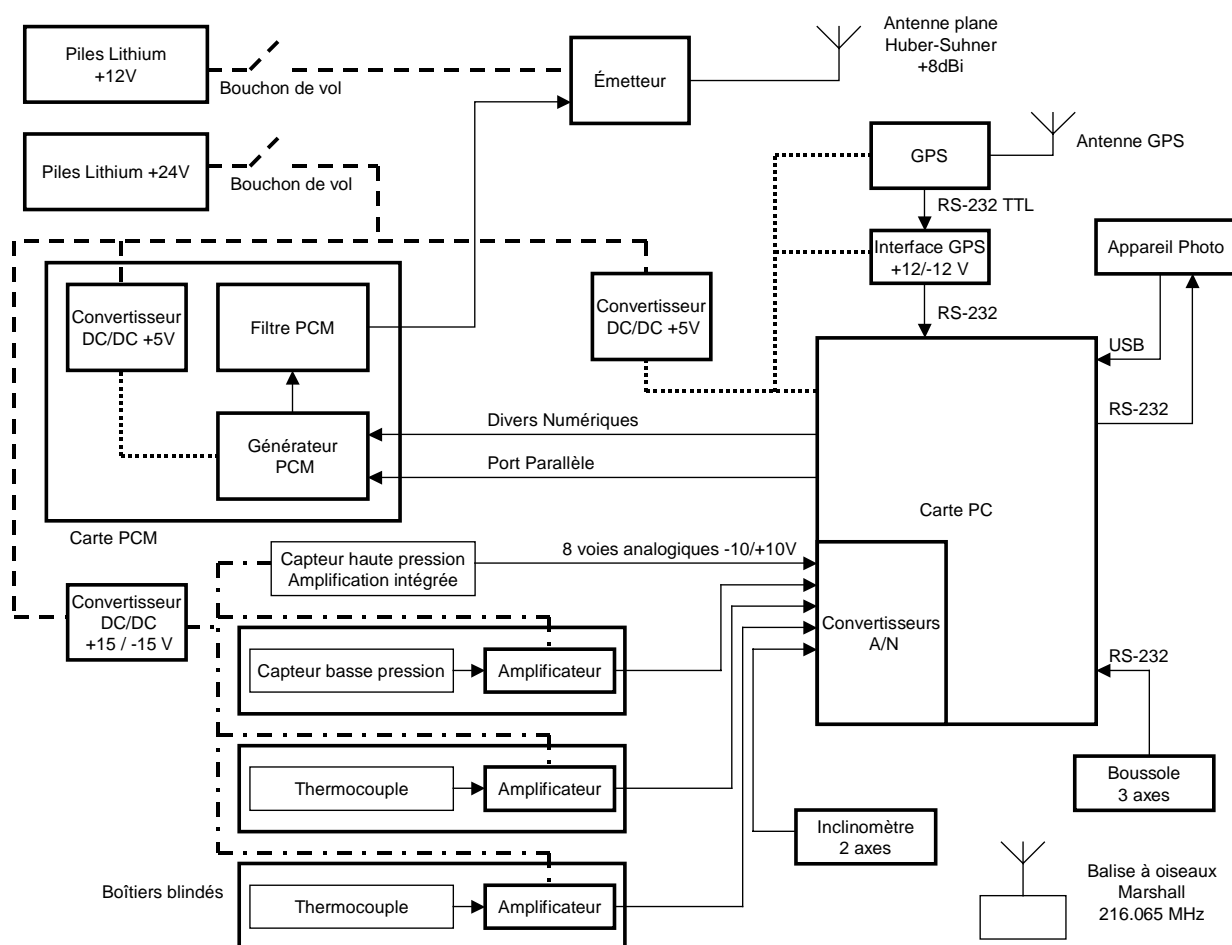 Piles Lithium
+12V
Bouchon de vol
Émetteur
Antenne plane
Huber-Suhner
+8dBi
Piles Lithium +24V
Bouchon de vol
GPS
Antenne GPS
RS-232 TTL
Interface GPS
+12/-12 V
Appareil Photo
RS-232
USB
RS-232
Convertisseur
DC/DC +5V
Filtre PCM
Convertisseur
DC/DC +5V
Générateur
PCM
Divers Numériques
Port Parallèle
Carte PC
Carte PCM
Capteur haute pression
Amplification intégrée
8 voies analogiques -10/+10V
Convertisseur
DC/DC
+15 / -15 V
Convertisseurs
A/N
Capteur basse pression
Amplificateur
RS-232
Thermocouple
Amplificateur
Boussole
3 axes
Inclinomètre
2 axes
Boîtiers blindés
Thermocouple
Amplificateur
Balise à oiseaux
Marshall
216.065 MHz